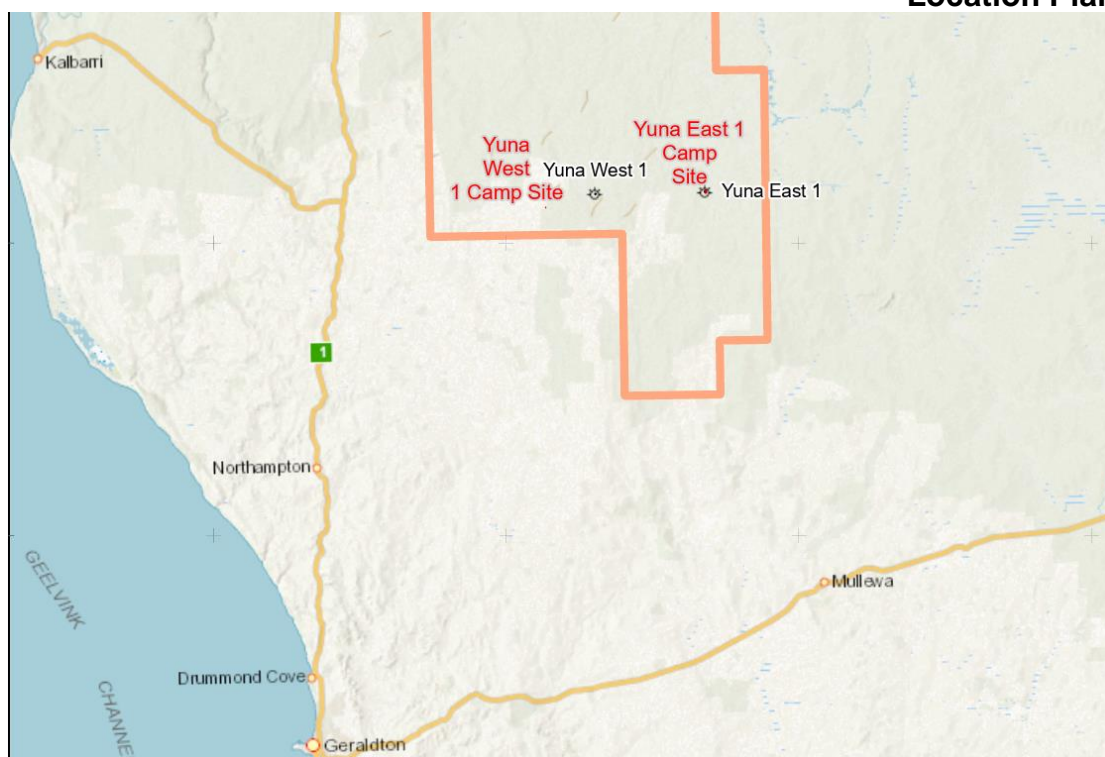 Location Plan
Kalbarri
Yuna East 1
Camp
Site
Yuna
West
1 Camp Site
Yuna West 1
Yuna East 1
1
Northampton
GEELVINK
Mullewa
Drummond Cove
CHANNE
Geraldton